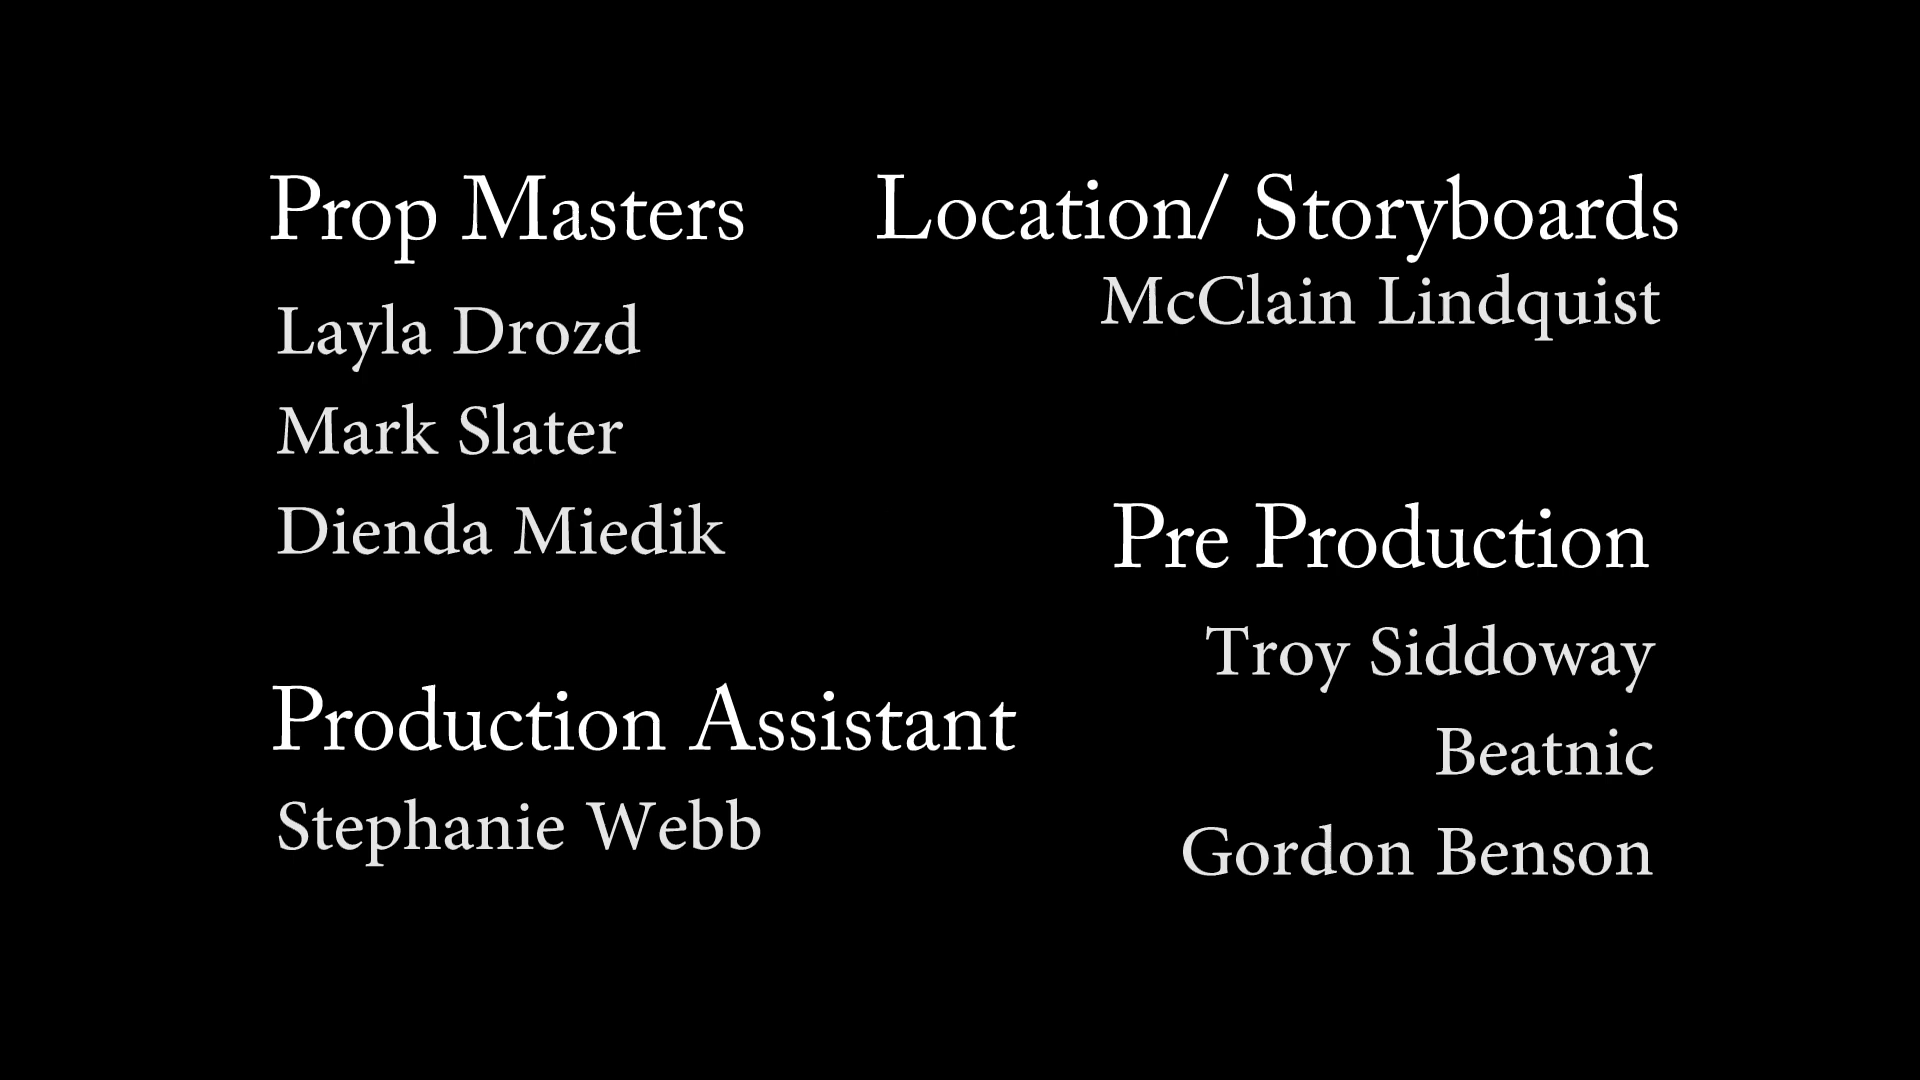 Prop Masters
Layla Drozd
Mark Slater
Dienda Miedik
Production Assistant
Stephanie Webb
Location/ Storyboards
McClain Lindquist
Pre Production
Troy Siddoway
Beatnic
Gordon Benson